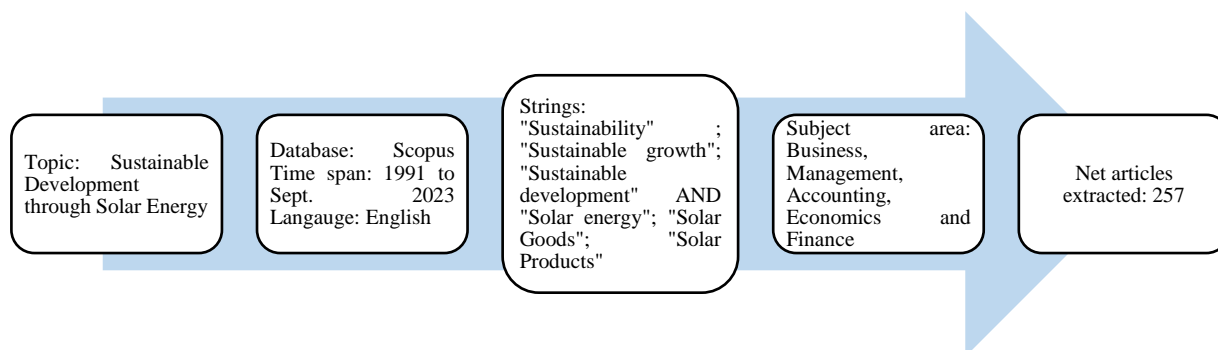 Topic: Sustainable
Development
through Solar Energy
Database: Scopus
Time span: 1991 to
Sept. 2023
Langauge: English
Strings:
"Sustainability" ;
"Sustainable growth";
"Sustainable
development" AND
"Solar energy"; "Solar
Goods"; "Solar
Products"
Subject area:
Business,
Management,
Accounting,
Economics and
Finance
Net articles
extracted: 257